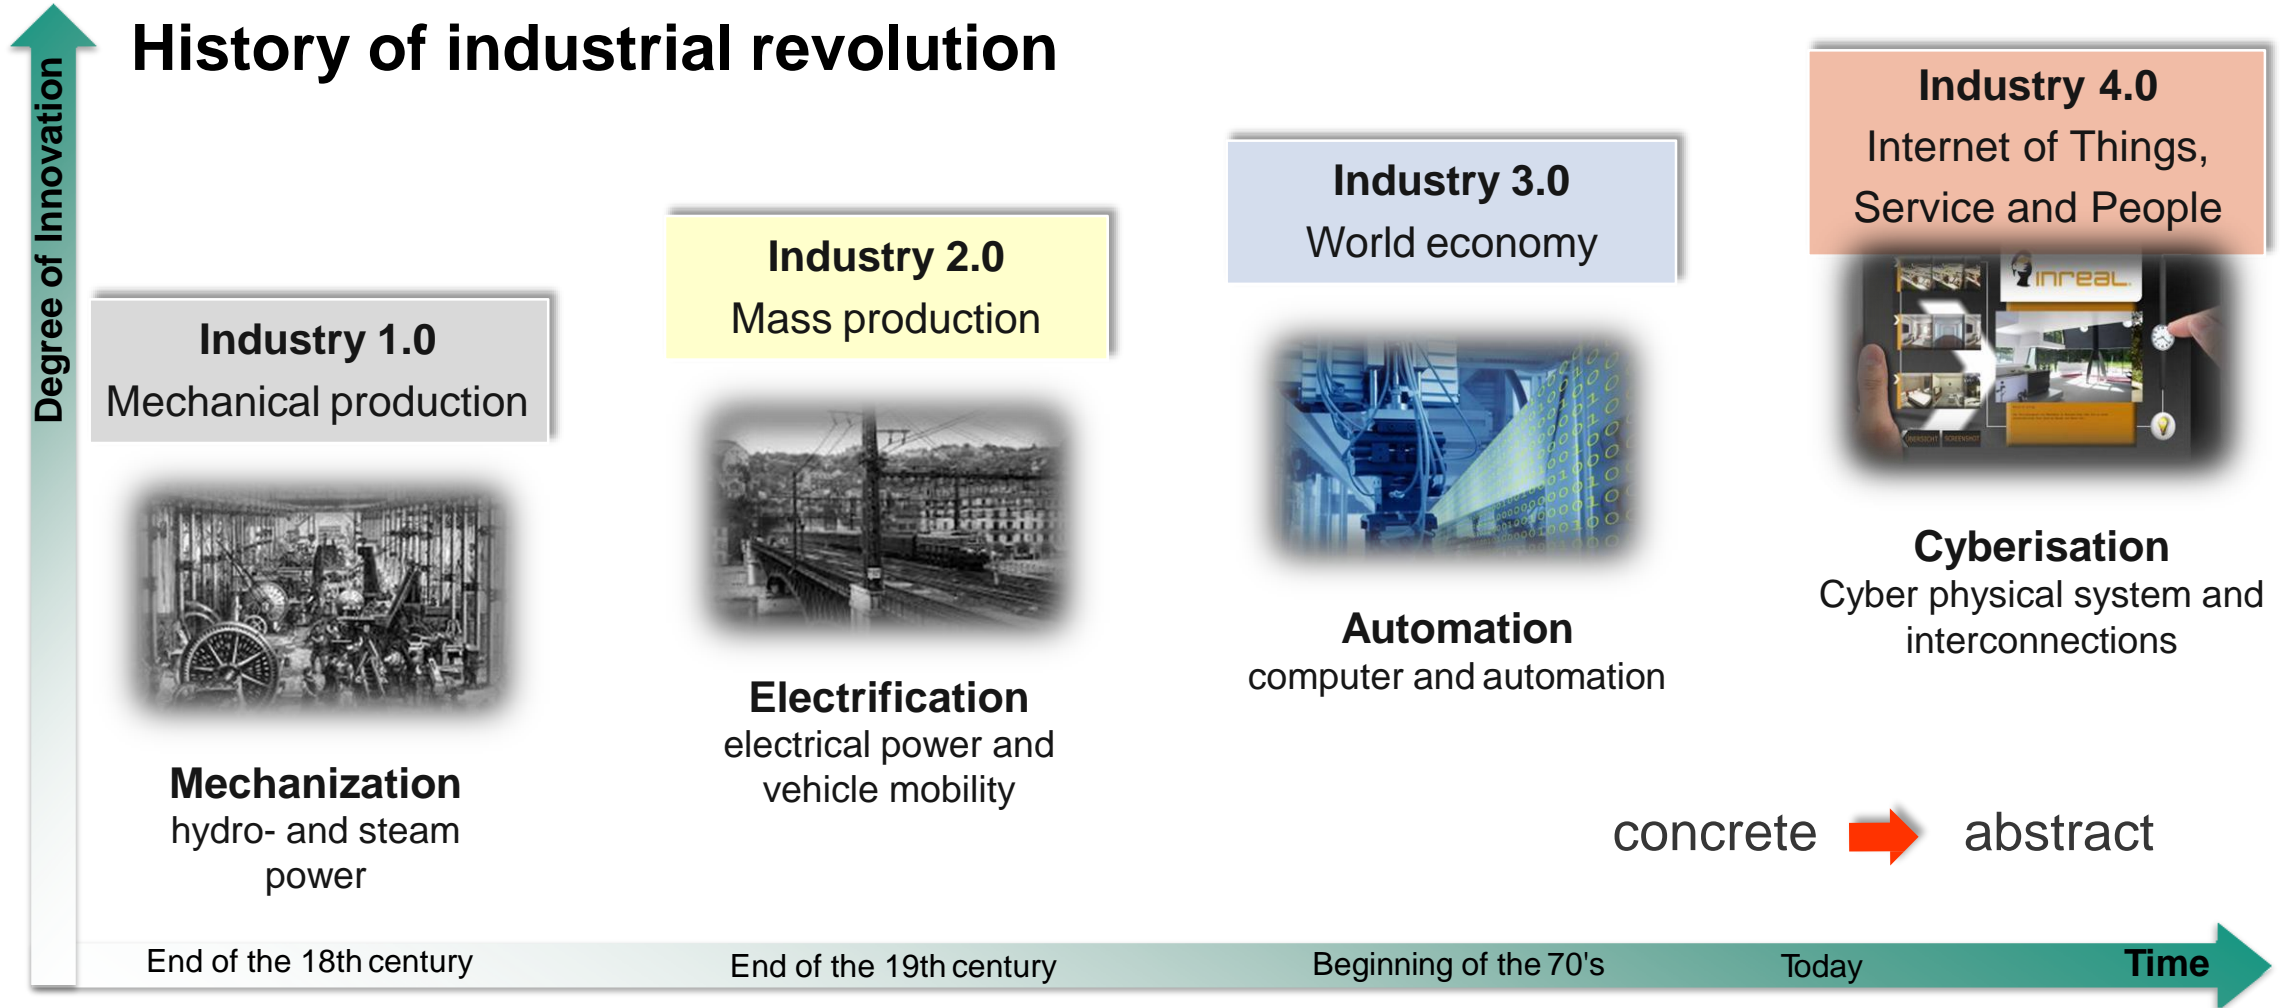 History of industrial revolution
Degree of Innovation
Industry 1.0
Mechanical production
Mechanization
hydro- and steam
power
End of the 18th century
Industry 2.0
Mass production
Electrification
electrical power and
vehicle mobility
End of the 19th century
Industry 3.0
World economy
Automation
computer and automation
Beginning of the 70's
Industry 4.0
Internet of Things,
Service and People
inreal
ÜBERSICHT SCREENSHOT
Cyberisation
Cyber physical system and
interconnections
concrete abstract
Today
Time